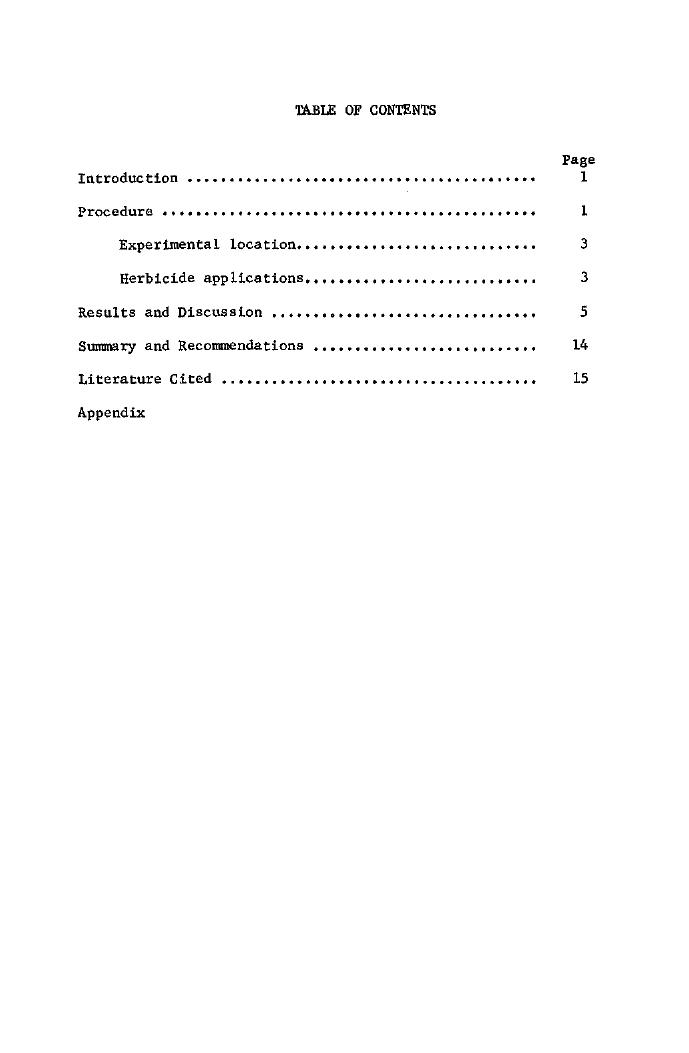 TABLE OF CONTENTS
Page
Introduction .......................................... 1
Procedure ............................................. 1
Experimental location............................. 3
Herbicide applications............................ 3
Results and Discussion ................................ 5
Summary and Recommendations ........................... 14
Literature Cited ...................................... 15
Appendix